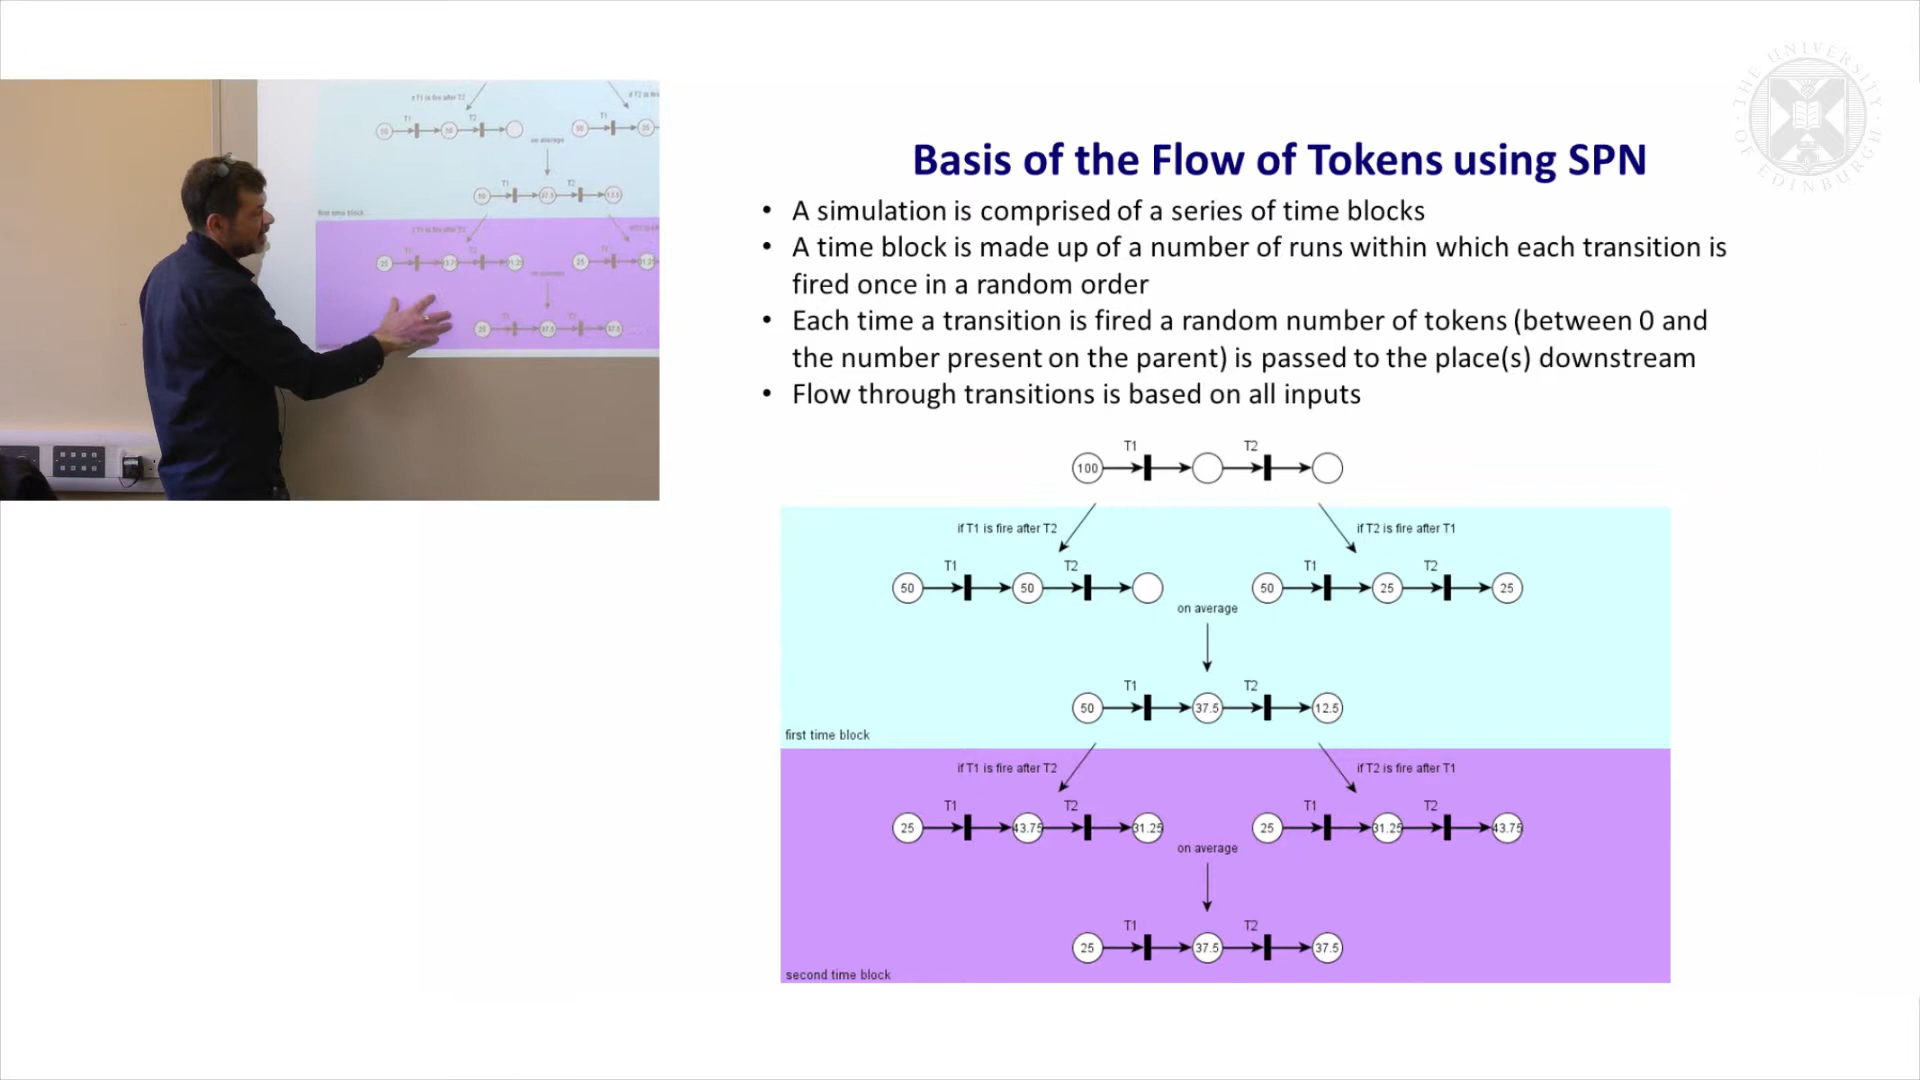 THE UNIVERSITY OF EDINBURGH
Basis of the Flow of Tokens using SPN
• A simulation is comprised of a series of time blocks
• A time block is made up of a number of runs within which each transition is
fired once in a random order
• Each time a transition is fired a random number of tokens (between 0 and
the number present on the parent) is passed to the place(s) downstream
• Flow through transitions is based on all inputs
T1 T2
100
if T1 is fire after T2 if T2 is fire after T1
T1 T2 T1 T2
50 50 50 25 25
on average
T1 T2
50 37.5 12.5
first time block
if T1 is fire after T2 if T2 is fire after T1
T1 T2 T1 T2
25 43.75 31.25 25 31.25 43.75
on average
T1 T2
25 37.5 37.5
second time block